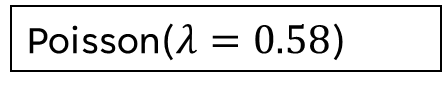 Poisson(λ = 0.58)